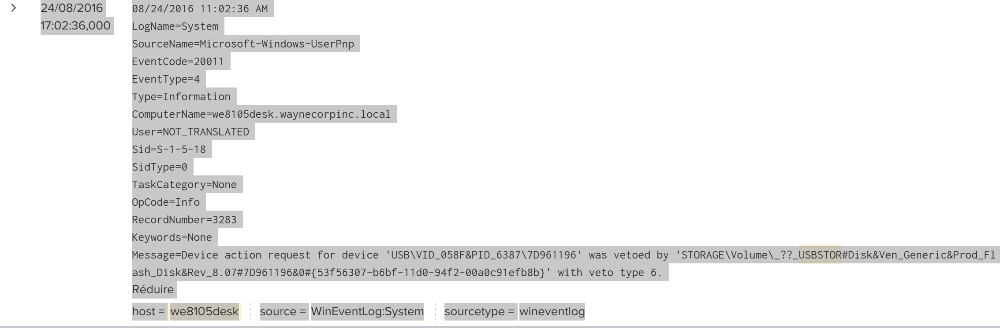 24/08/2016
17:02:36,000
08/24/2016 11:02:36 AM
LogName=System
SourceName=Microsoft-Windows-UserPnp
EventCode=20011
EventType=4
Type=Information
ComputerName=we8105desk.waynecorpinc.local
User=NOT_TRANSLATED
Sid=S-1-5-18
SidType=0
TaskCategory=None
OpCode=Info
RecordNumber=3283
Keywords=None
Message=Device action request for device 'USB\VID_058F&PID_6387\7D961196' was vetoed by 'STORAGE\Volume\_??_USBSTOR#Disk&Ven_Generic&Prod_Fl
ash_Disk&Rev_8.07#7D961196&0#{53f56307-b6bf-11d0-94f2-00a0c91efb8b}' with veto type 6.
Réduire
host = we8105desk source = WinEventLog:System sourcetype = wineventlog